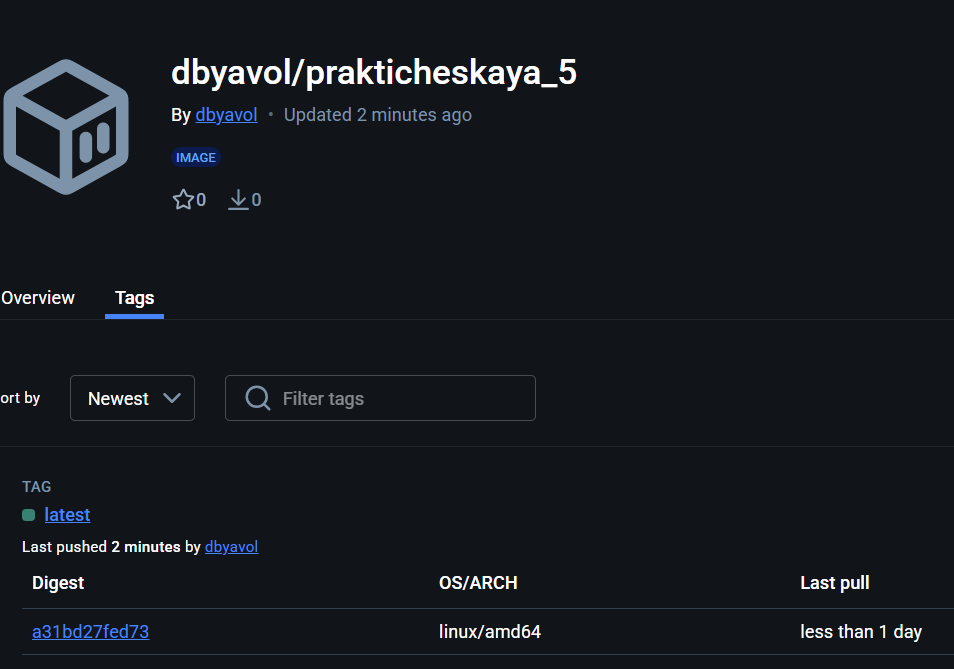 dbyavol/prakticheskaya_5
By dbyavol • Updated 2 minutes ago
IMAGE
0 0
Overview Tags
ort by Newest Filter tags
TAG
latest
Last pushed 2 minutes by dbyavol
Digest OS/ARCH Last pull
a31bd27fed73 linux/amd64 less than 1 day